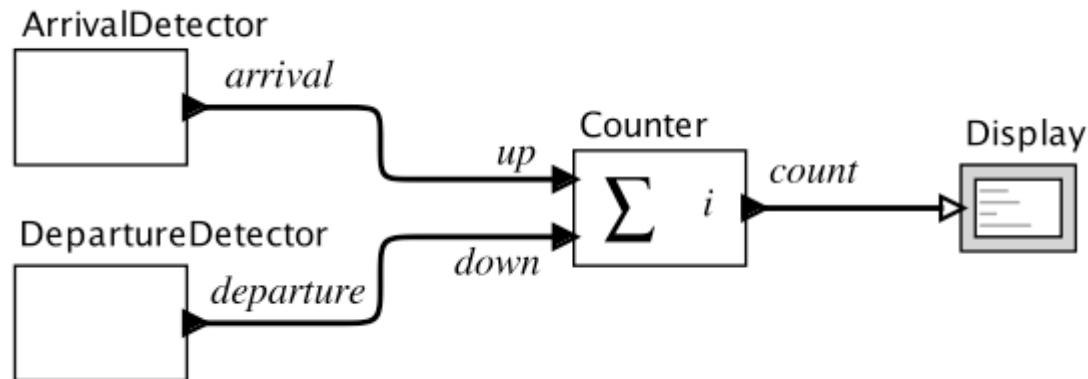 ArrivalDetector
arrival
Counter
Display
up
count
∑ i
DepartureDetector
down
departure